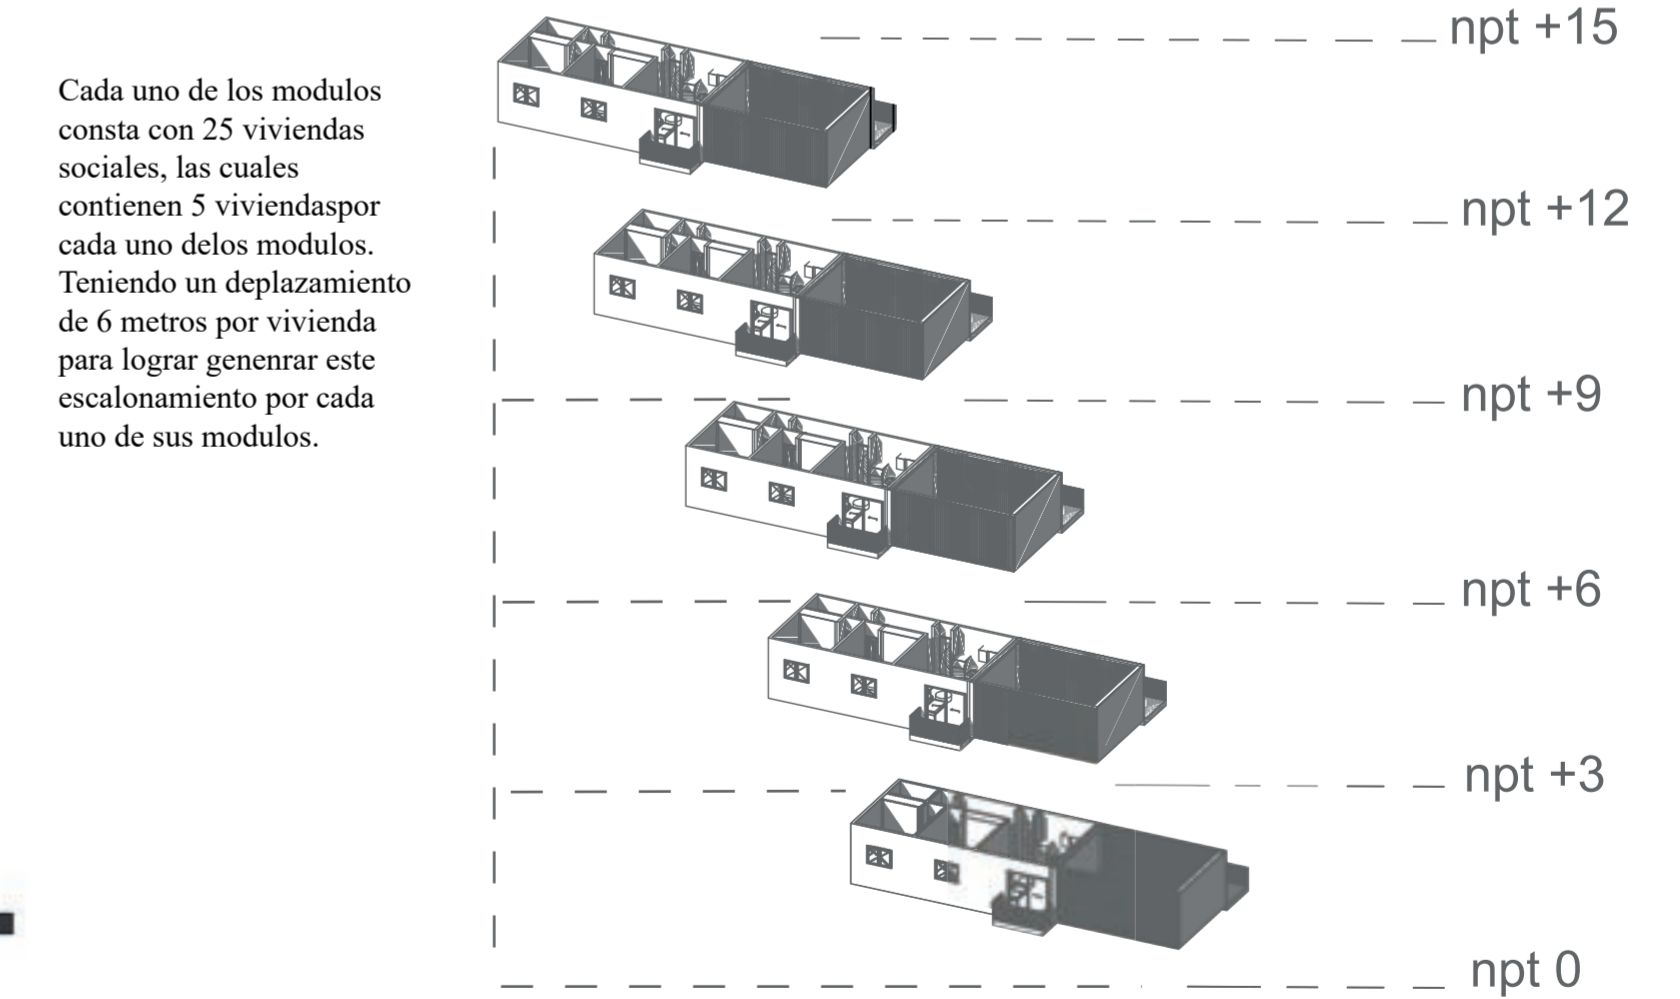 Cada uno de los modulos
consta con 25 viviendas
sociales, las cuales
contienen 5 viviendaspor
cada uno delos modulos.
Teniendo un deplazamiento
de 6 metros por vivienda
para lograr genenrar este
escalonamiento por cada
uno de sus modulos.
npt +15
npt +12
npt +9
npt +6
npt +3
npt 0